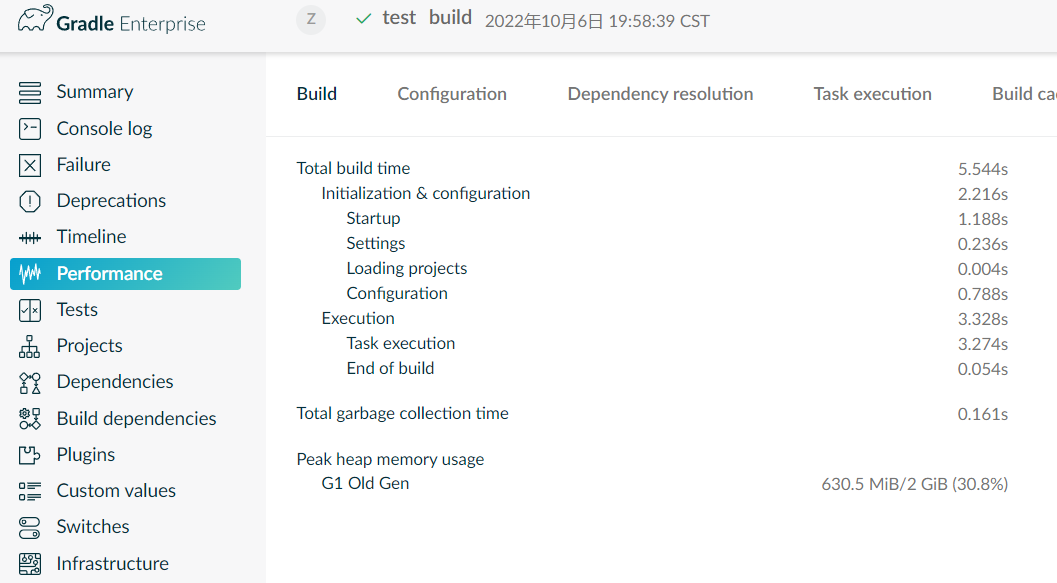 Gradle Enterprise
Z
test build 2022年10月6日 19:58:39 CST
Summary
Console log
Failure
Deprecations
Timeline
Performance
Tests
Projects
Dependencies
Build dependencies
Plugins
Custom values
Switches
Infrastructure
Build Configuration Dependency resolution Task execution Build ca
Total build time 5.544s
Initialization & configuration 2.216s
Startup 1.188s
Settings 0.236s
Loading projects 0.004s
Configuration 0.788s
Execution 3.328s
Task execution 3.274s
End of build 0.054s
Total garbage collection time 0.161s
Peak heap memory usage
G1 Old Gen 630.5 MiB/2 GiB (30.8%)